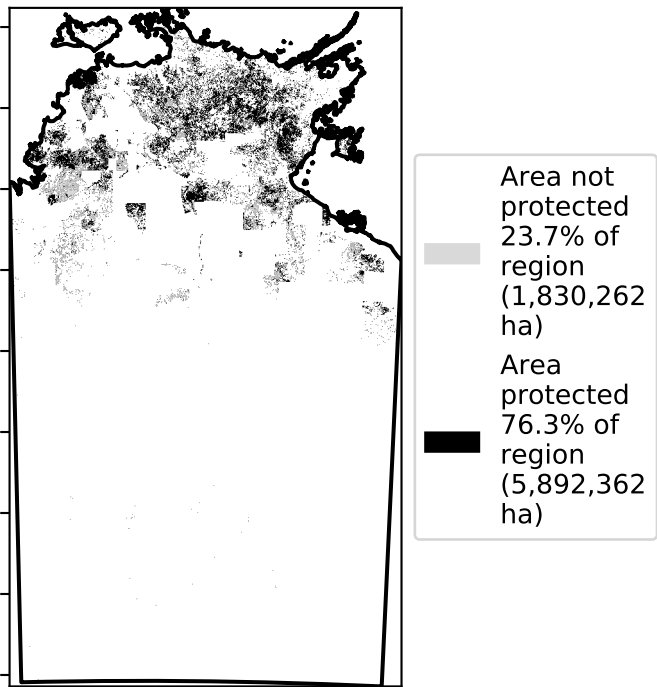 Area not
protected
23.7% of
region
(1,830,262
ha)
Area
protected
76.3% of
region
(5,892,362
ha)